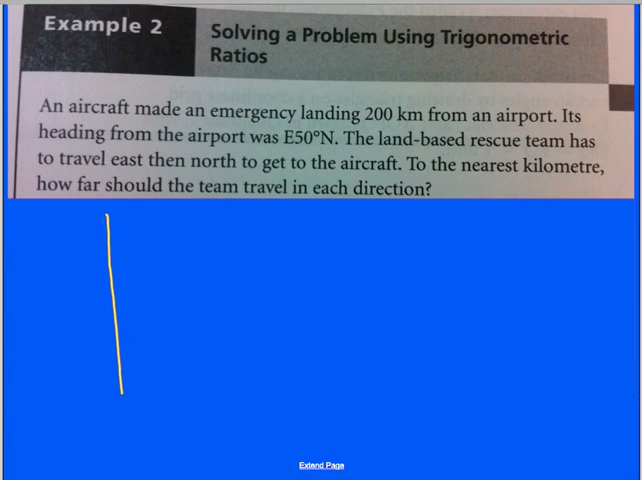 Example 2
Solving a Problem Using Trigonometric
Ratios
An aircraft made an emergency landing 200 km from an airport. Its
heading from the airport was E50°N. The land-based rescue team has
to travel east then north to get to the aircraft. To the nearest kilometre,
how far should the team travel in each direction?
Extend Page